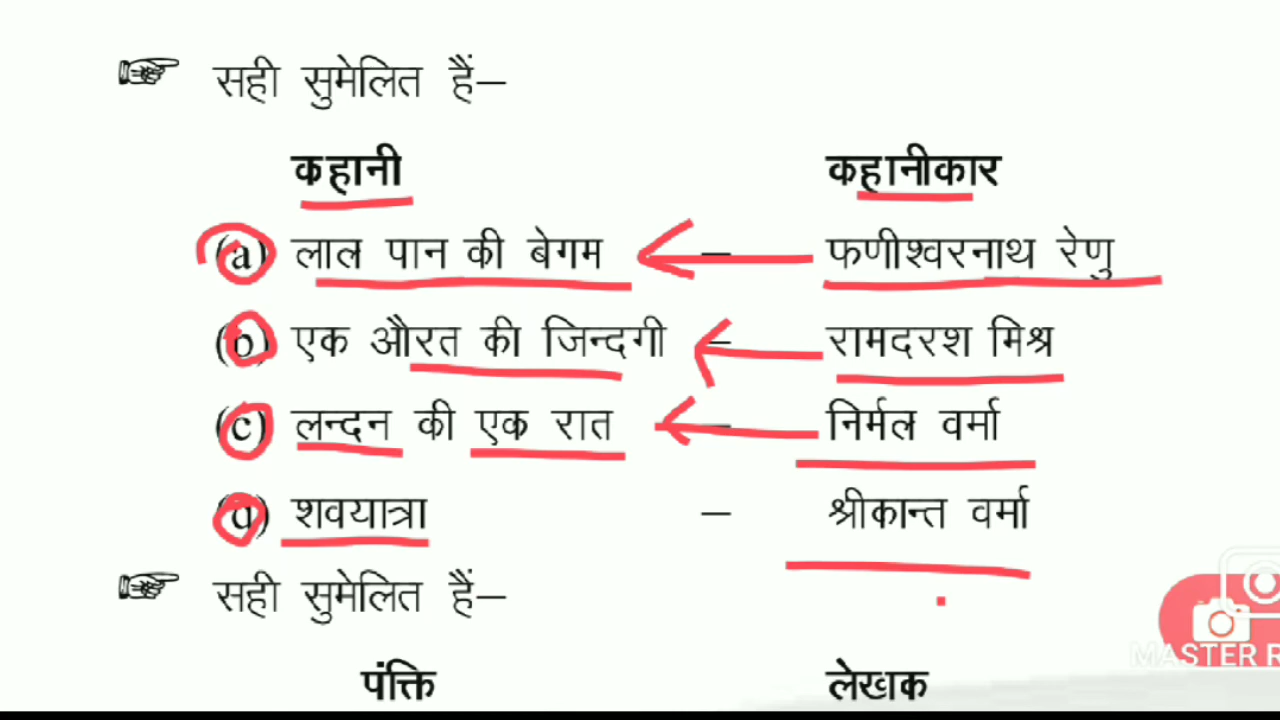 सही सुमेलित हैं–
कहानी कहानीकार
(a) लाल पान की बेगम – फणीश्वरनाथ रेणु
(b) एक औरत की जिन्दगी – रामदरश मिश्र
(c) लन्दन की एक रात – निर्मल वर्मा
(d) शवयात्रा – श्रीकान्त वर्मा
सही सुमेलित हैं–
पंक्ति लेखक
MASTER R